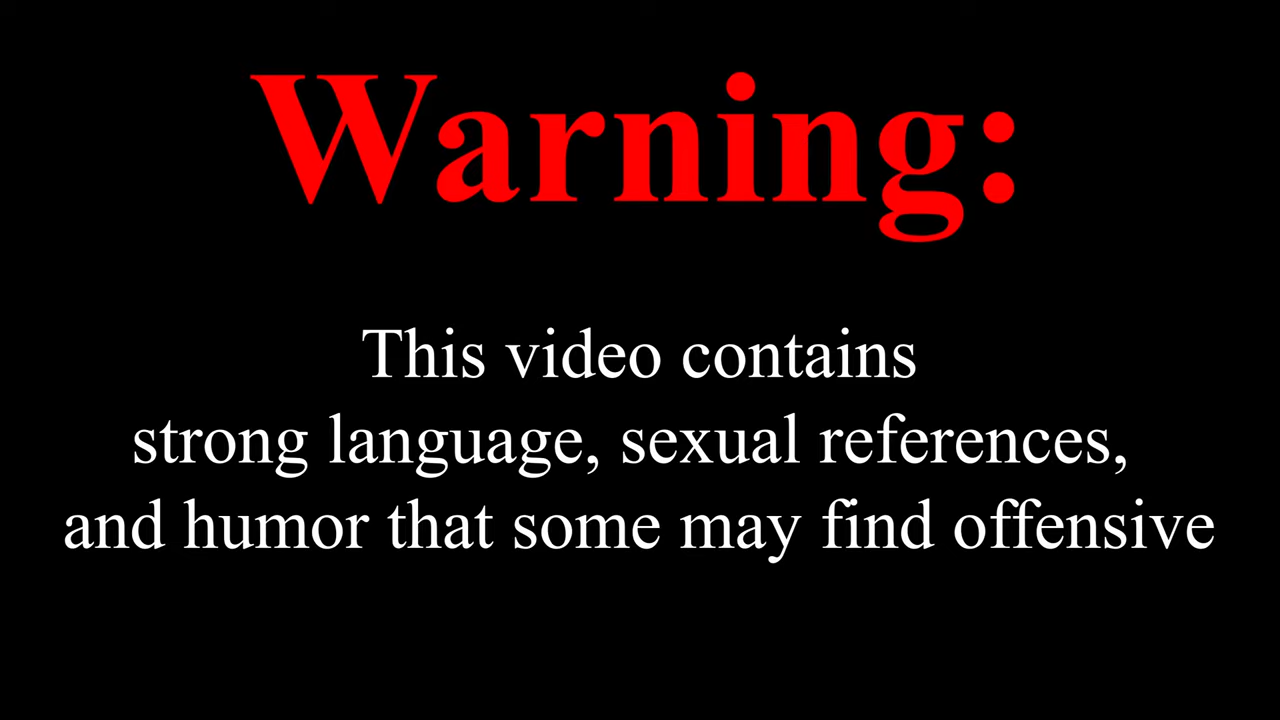 Warning:
This video contains
strong language, sexual references,
and humor that some may find offensive